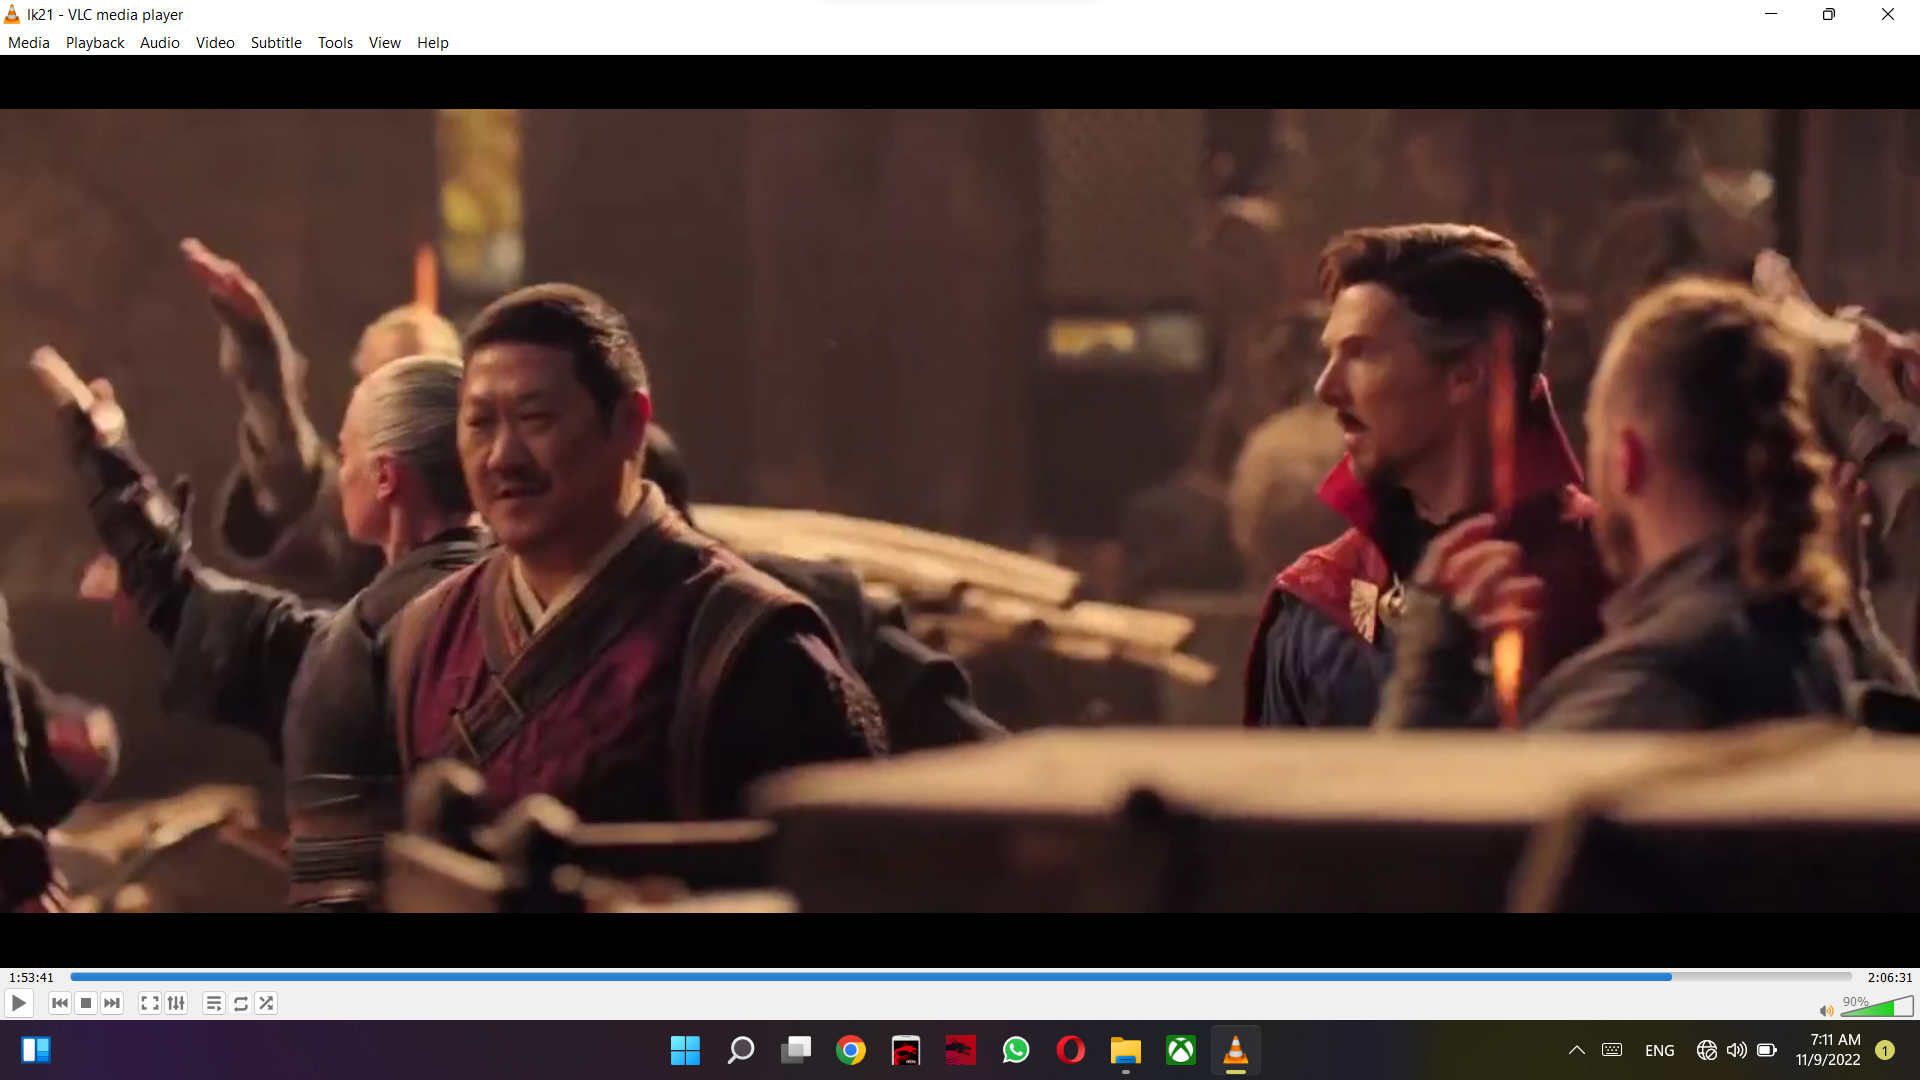 lk21 - VLC media player
Media Playback Audio Video Subtitle Tools View Help
1:53:41
2:06:31
90%
ENG
7:11 AM
11/9/2022
1